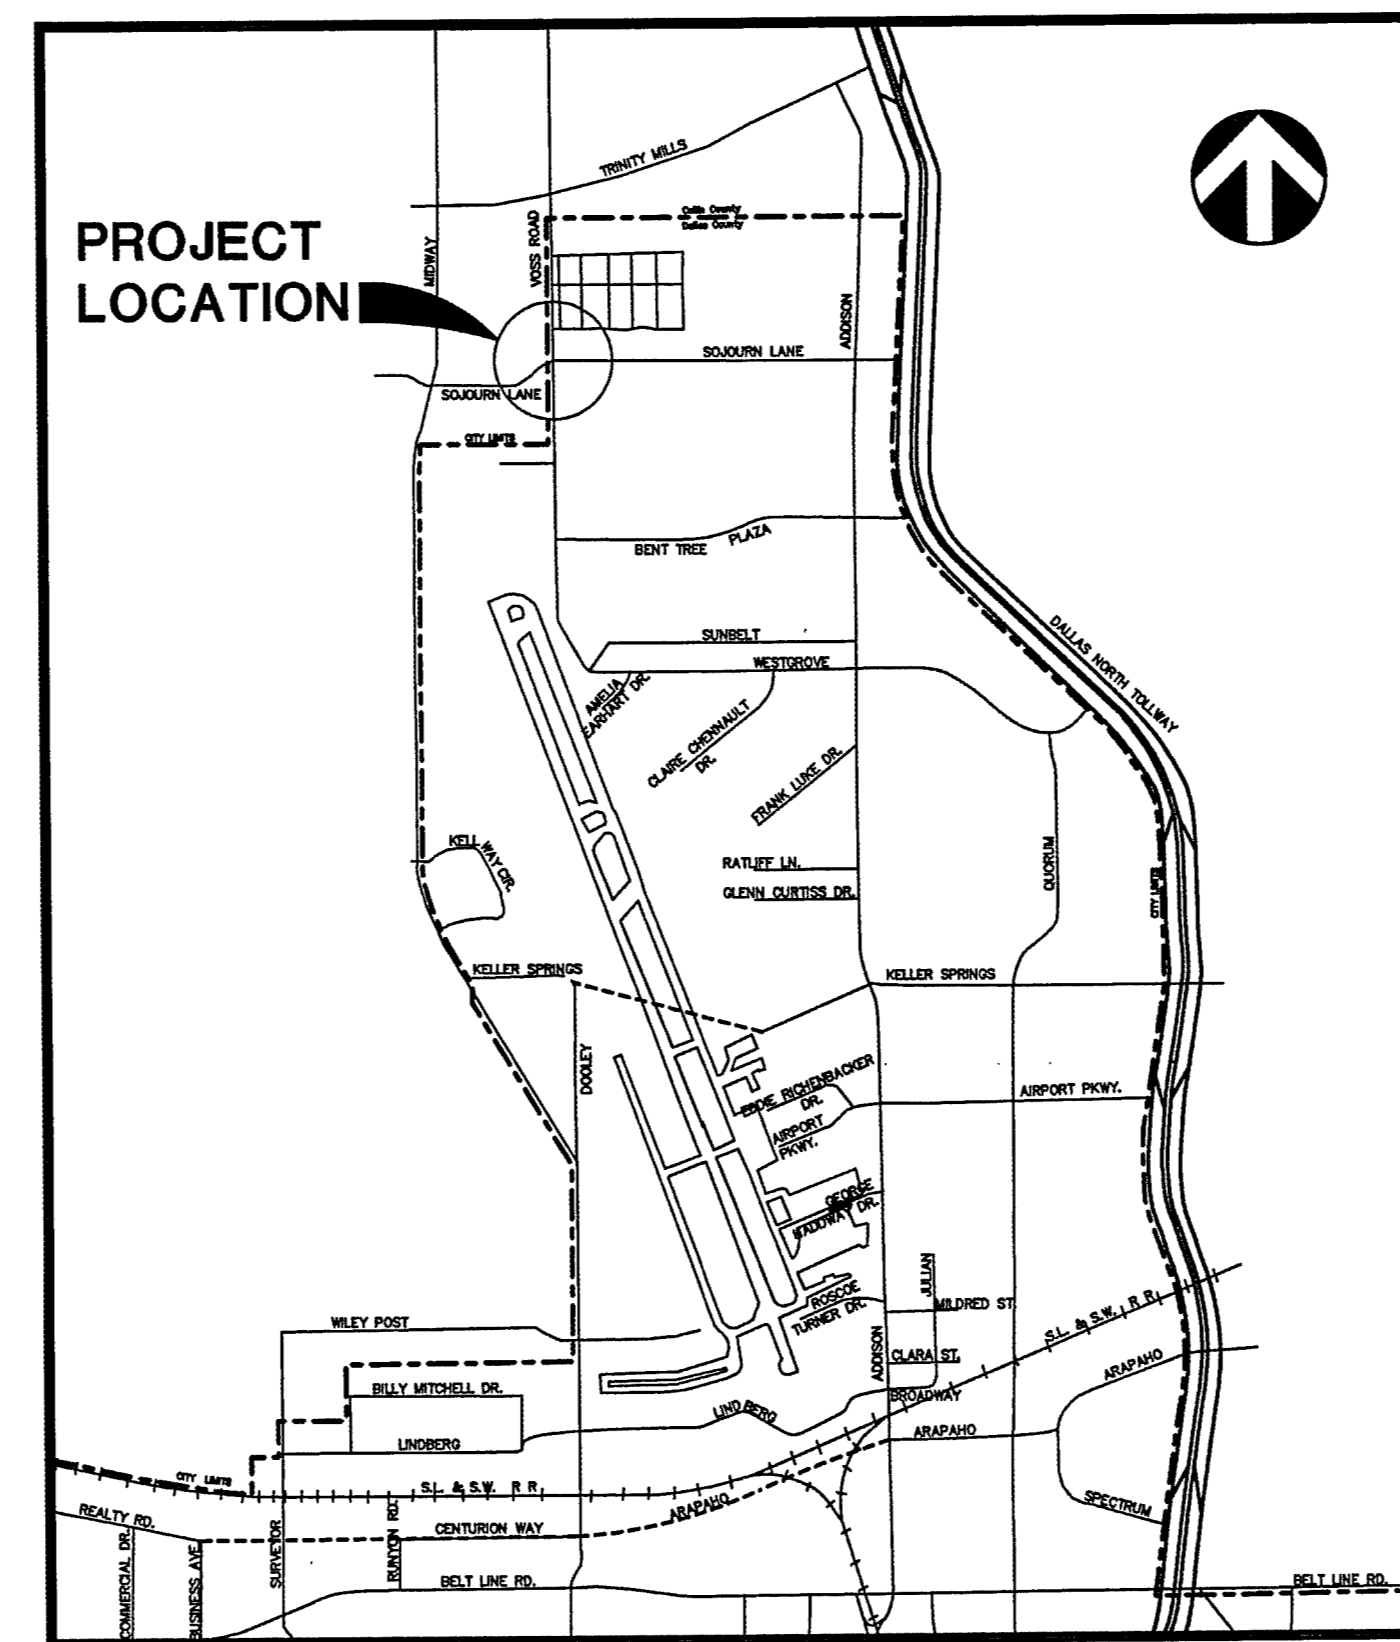 TRINITY MILLS
Collin County
Dallas County
PROJECT
LOCATION
MIDWAY
VOSS ROAD
ADDISON
SOJOURN LANE
SOJOURN LANE
CITY LIMITS
BENT TREE PLAZA
SUNBELT
WESTGROVE
DALLAS NORTH TOLLWAY
AMELIA
EARHART DR.
CLAIRE CHENNAULT
DR.
FRANK LUKE DR.
KELLWAY CIR.
RATLIFF LN.
GLENN CURTISS DR.
QUORUM
CITY LIMITS
KELLER SPRINGS
KELLER SPRINGS
DOOLEY
EDDIE RICHENBACKER
DR.
AIRPORT PKWY.
AIRPORT
PKWY.
GEORGE
HADDWAY DR.
JULIAN
ROSCOE
TURNER DR.
MILDRED ST
WILEY POST
ADDISON
CLARA ST.
S.L. & S.W. R R
ARAPAHO
BILLY MITCHELL DR.
BROADWAY
LINDBERG
LINDBERG
ARAPAHO
CITY LIMITS
S.L. & S.W. R R
ARAPAHO
SPECTRUM
REALTY RD.
CENTURION WAY
COMMERCIAL DR.
BUSINESS AVE.
SURVEYOR
RUNYON RD.
BELT LINE RD.
BELT LINE RD.